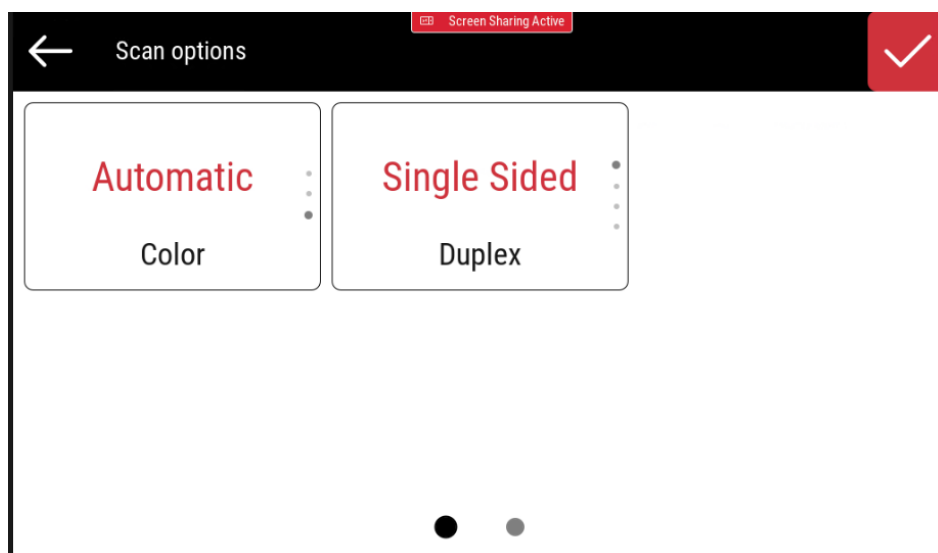 Screen Sharing Active
Scan options
Automatic
Color
Single Sided
Duplex